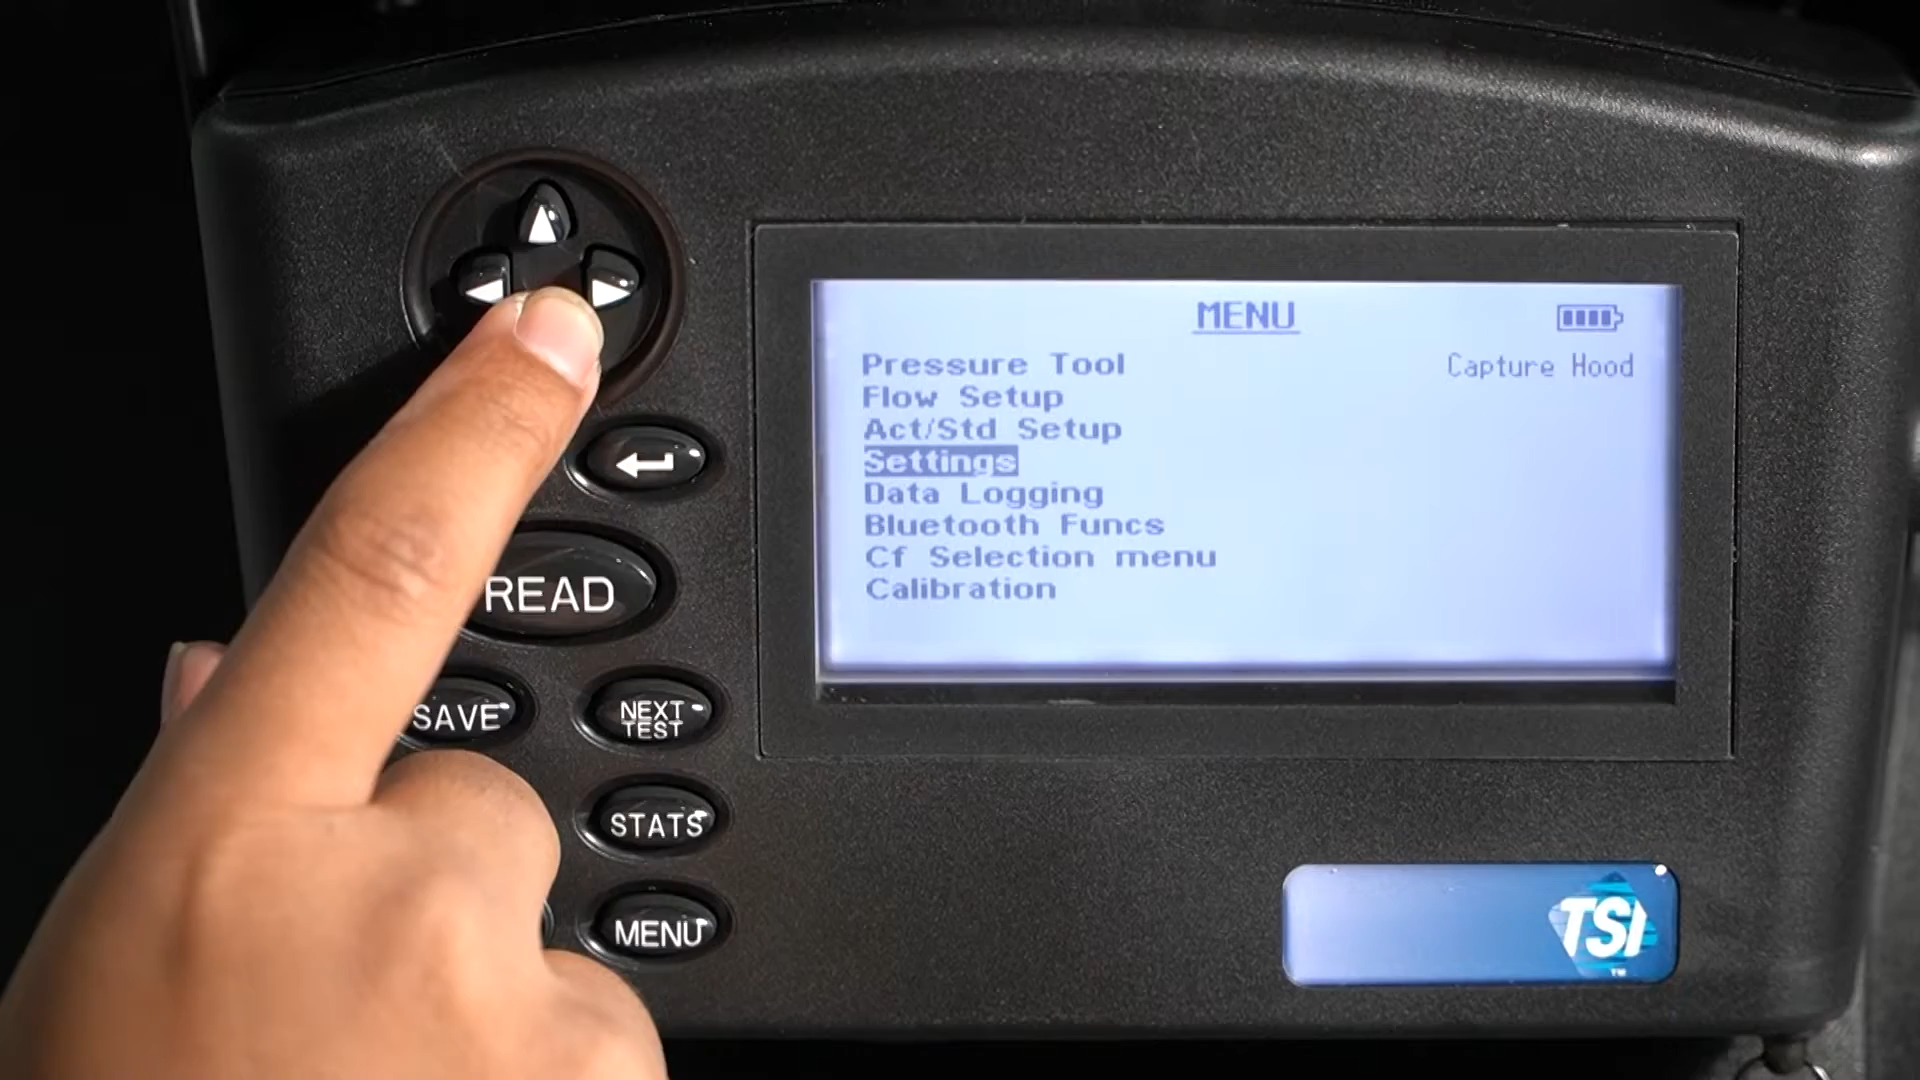 MENU
Pressure Tool
Capture Hood
Flow Setup
Act/Std Setup
Settings
Data Logging
Bluetooth Funcs
Cf Selection menu
Calibration
READ
SAVE
NEXT
TEST
STATS
MENU
TSI
TM